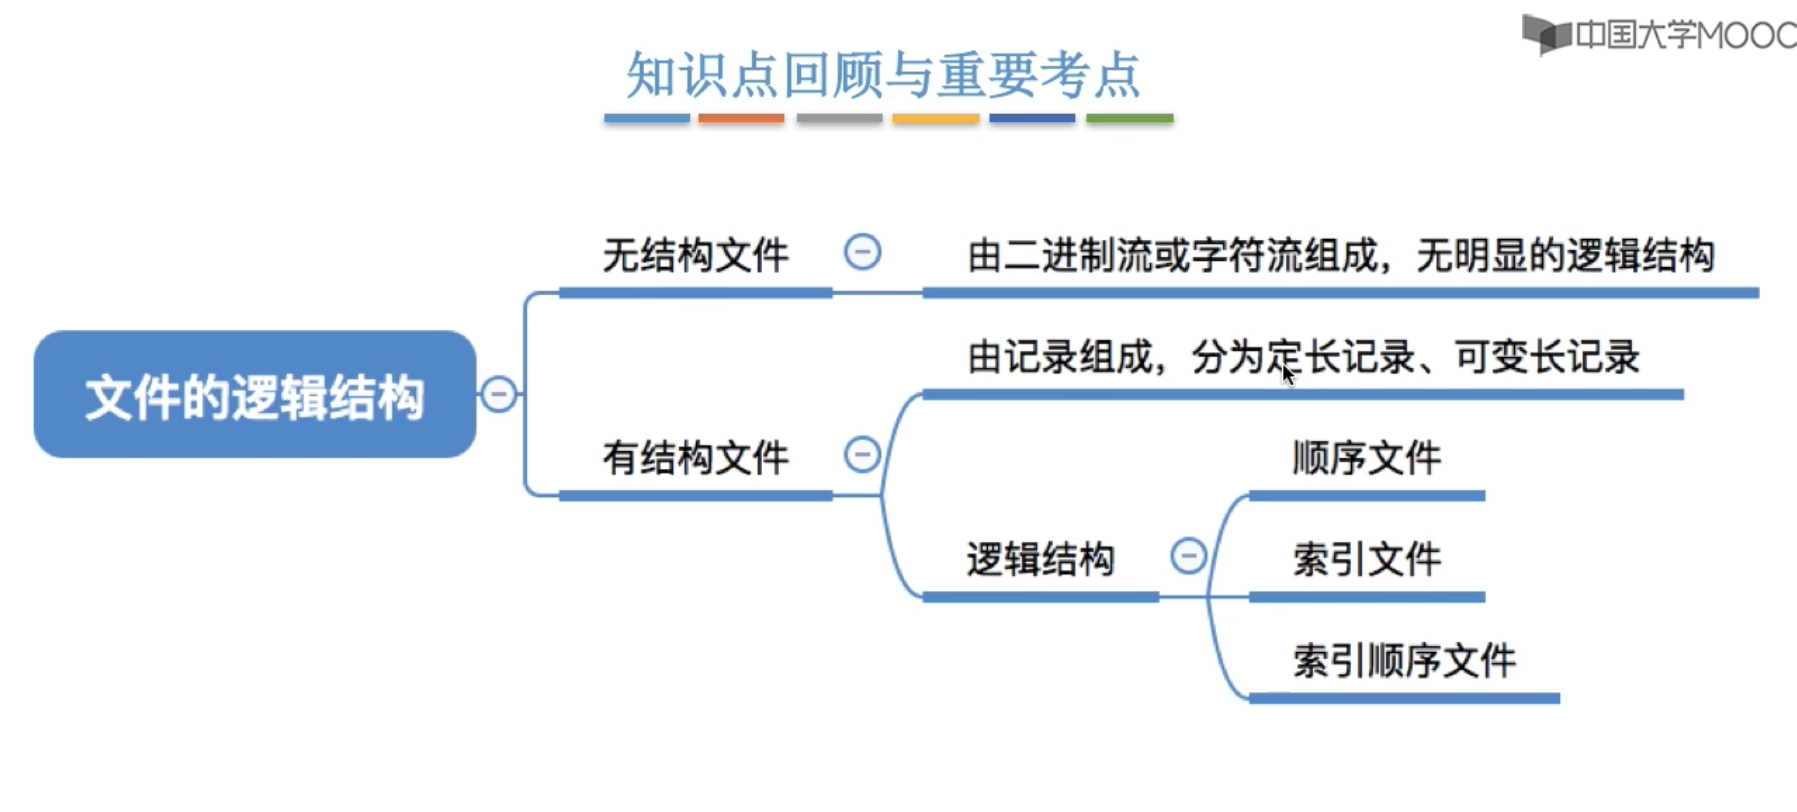 中国大学MOOC
知识点回顾与重要考点
无结构文件
由二进制流或字符流组成，无明显的逻辑结构
由记录组成，分为定长记录、可变长记录
文件的逻辑结构
有结构文件
顺序文件
逻辑结构
索引文件
索引顺序文件